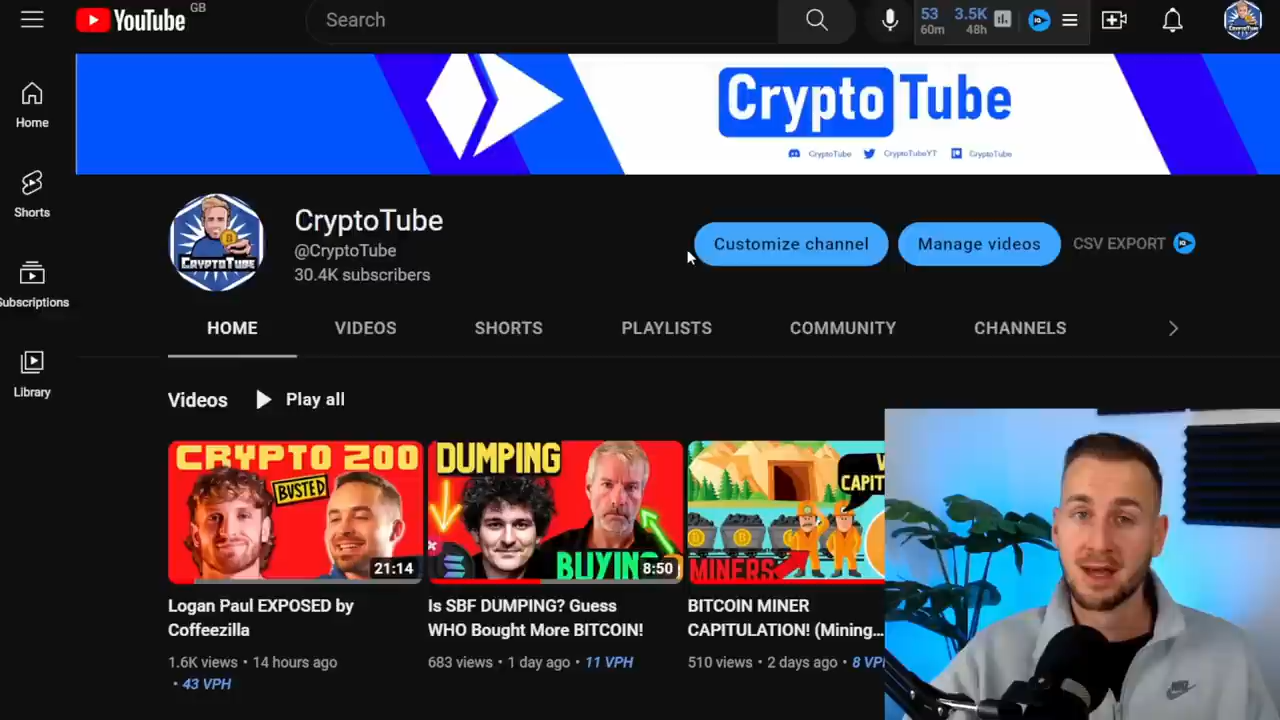 YouTube GB
Search
53 60m
3.5K 48h
Home
Shorts
Subscriptions
Library
Crypto Tube
CryptoTube CryptoTubeYT CryptoTube
CryptoTube
@CryptoTube
30.4K subscribers
Customize channel
Manage videos
CSV EXPORT
HOME VIDEOS SHORTS PLAYLISTS COMMUNITY CHANNELS
Videos Play all
CRYPTO ZOO
BUSTED
21:14
DUMPING
BUYIN
8:50
CAPIT
MINERS
Logan Paul EXPOSED by
Coffeezilla
1.6K views • 14 hours ago
• 43 VPH
Is SBF DUMPING? Guess
WHO Bought More BITCOIN!
683 views • 1 day ago • 11 VPH
BITCOIN MINER
CAPITULATION! (Mining...
510 views • 2 days ago • 8 VPH